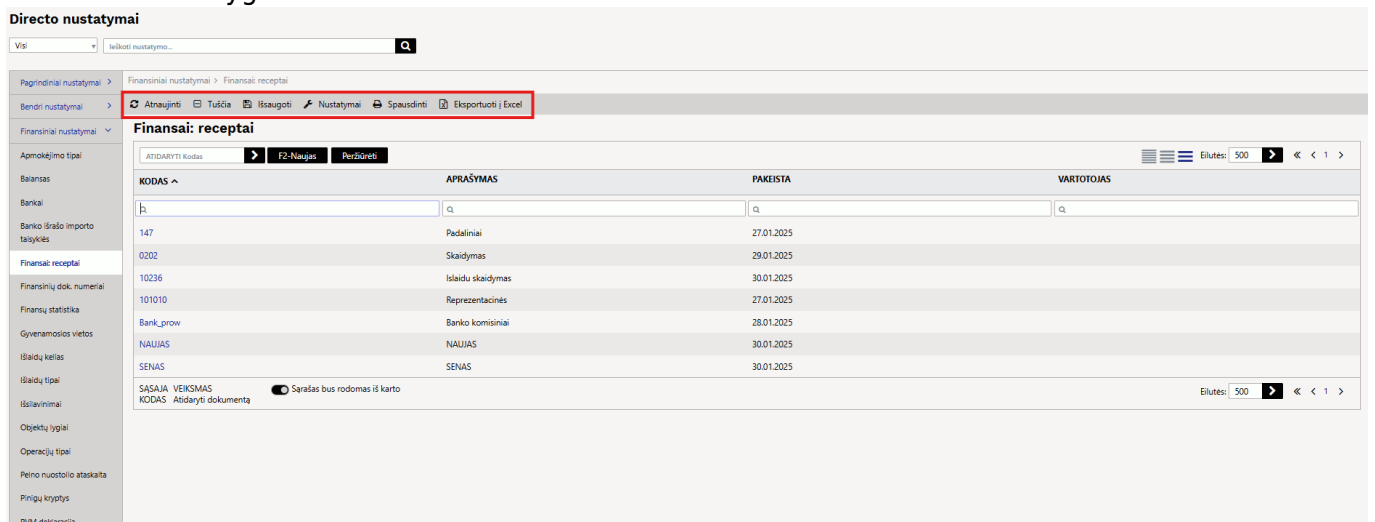 Directo nustatymai
Visi
Ieškoti nustatymo...
Pagrindiniai nustatymai
Bendri nustatymai
Finansiniai nustatymai
Apmokėjimo tipai
Balansas
Bankai
Banko išrašo importo
taisyklės
Finansai: receptai
Finansinių dok. numeriai
Finansų statistika
Gyvenamosios vietos
Išlaidų kelias
Išlaidų tipai
Išsilavinimai
Objektų lygiai
Operacijų tipai
Pelno nuostolio ataskaita
Pinigų kryptys
PVM deklaracija
Finansiniai nustatymai > Finansai: receptai
Atnaujinti Tuščia Išsaugoti Nustatymai Spausdinti Eksportuoti į Excel
Finansai: receptai
ATIDARYTI Kodas F2-Naujas Peržiūrėti Eilutės: 500 « < 1 >
KODAS APRAŠYMAS PAKEISTA VARTOTOJAS
147 Padaliniai 27.01.2025
0202 Skaidymas 29.01.2025
10236 Islaidu skaidymas 30.01.2025
101010 Reprezentacinės 27.01.2025
Bank_prow Banko komisiniai 28.01.2025
NAUJAS NAUJAS 30.01.2025
SENAS SENAS 30.01.2025
SĄSAJA VEIKSMAS Sąrašas bus rodomas iš karto Eilutės: 500 « < 1 >
KODAS Atidaryti dokumentą